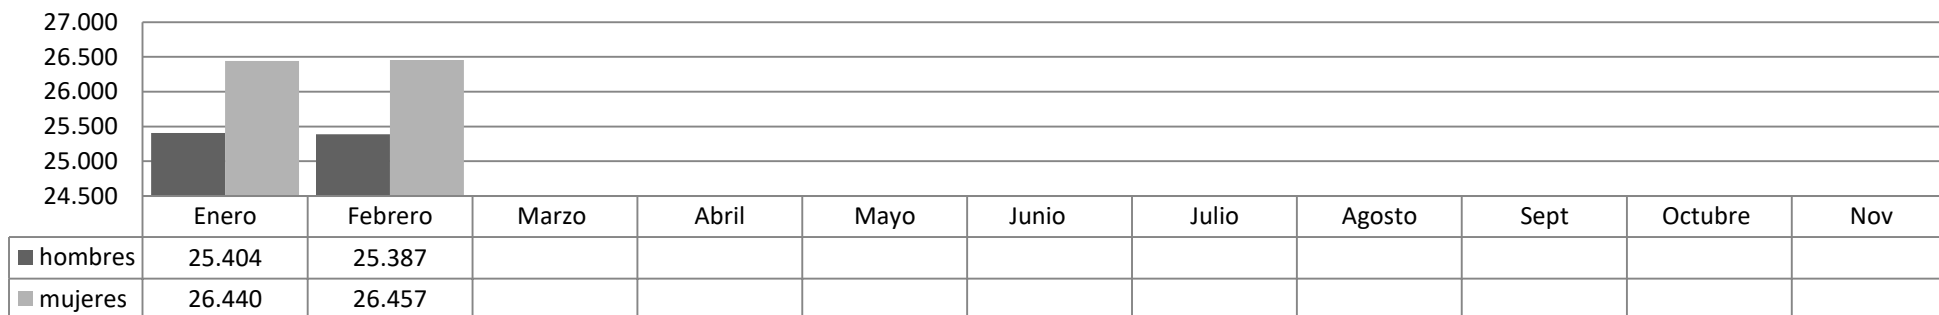 27.000
26.500
26.000
25.500
25.000
24.500
Enero Febrero Marzo Abril Mayo Junio Julio Agosto Sept Octubre Nov
hombres 25.404 25.387
mujeres 26.440 26.457